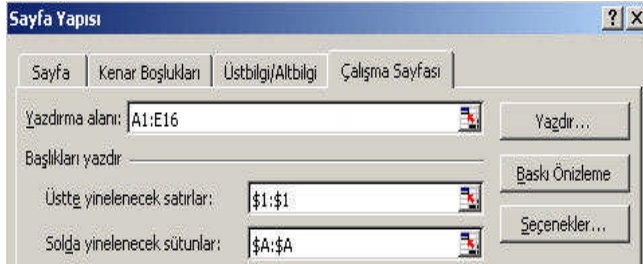 Sayfa Yapısı
Sayfa Kenar Boşlukları Üstbilgi/Altbilgi Çalışma Sayfası
Yazdırma alanı: A1:E16 Yazdır...
Başlıkları yazdır
Baskı Önizleme
Üstte yinelenecek satırlar: $1:$1
Seçenekler...
Solda yinelenecek sütunlar: $A:$A